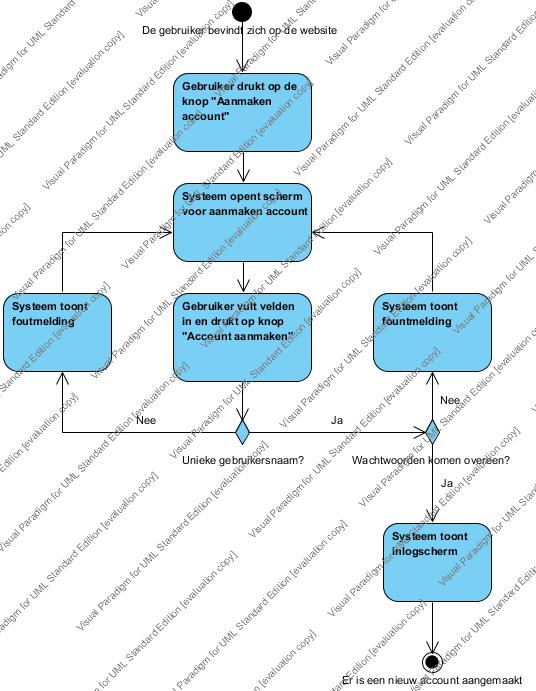 De gebruiker bevindt zich op de website
Gebruiker drukt op de
knop "Aanmaken
account"
Systeem opent scherm
voor aanmaken account
Systeem toont
foutmelding
Gebruiker vult velden
in en drukt op knop
"Account aanmaken"
Systeem toont
fountmelding
Nee
Ja
Nee
Unieke gebruikersnaam?
Wachtwoorden komen overeen?
Ja
Systeem toont
inlogscherm
Er is een nieuw account aangemaakt
Visual Paradigm for UML Standard Edition [evaluation copy]